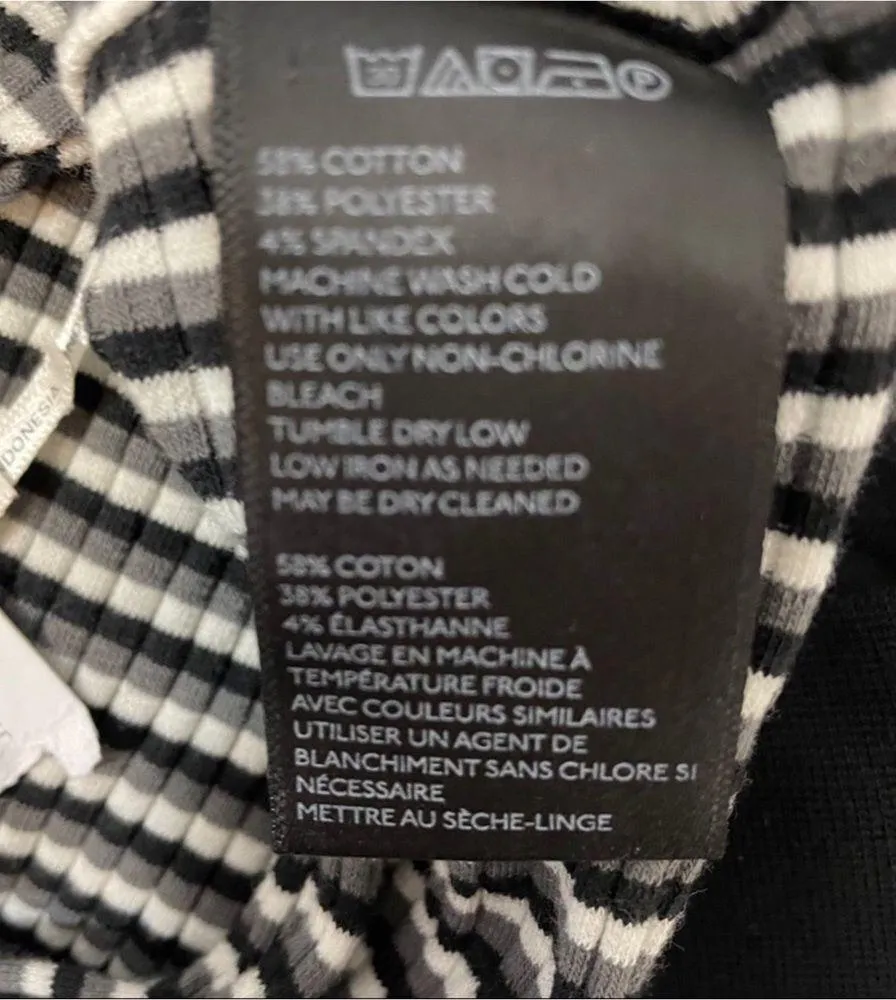 58% COTTON
38% POLYESTER
4% SPANDEX
MACHINE WASH COLD
WITH LIKE COLORS
USE ONLY NON-CHLORINE
BLEACH
TUMBLE DRY LOW
LOW IRON AS NEEDED
MAY BE DRY CLEANED
58% COTON
38% POLYESTER
4% ÉLASTHANNE
LAVAGE EN MACHINE À
TEMPÉRATURE FROIDE
AVEC COULEURS SIMILAIRES
UTILISER UN AGENT DE
BLANCHIMENT SANS CHLORE SI
NÉCESSAIRE
METTRE AU SÈCHE-LINGE
DONESIA